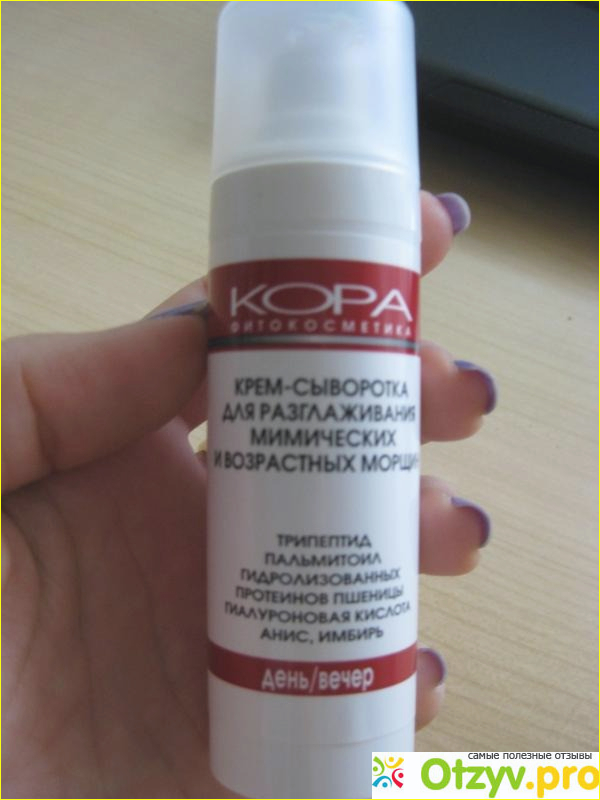 КОРА
ФИТОКОСМЕТИКА
КРЕМ-СЫВОРОТКА
ДЛЯ РАЗГЛАЖИВАНИЯ
МИМИЧЕСКИХ
И ВОЗРАСТНЫХ МОРЩИН
ТРИПЕПТИД
ПАЛЬМИТОИЛ
ГИДРОЛИЗОВАННЫХ
ПРОТЕИНОВ ПШЕНИЦЫ
ГИАЛУРОНОВАЯ КИСЛОТА
АНИС, ИМБИРЬ
день/вечер
самые полезные отзывы
Otzyv.pro